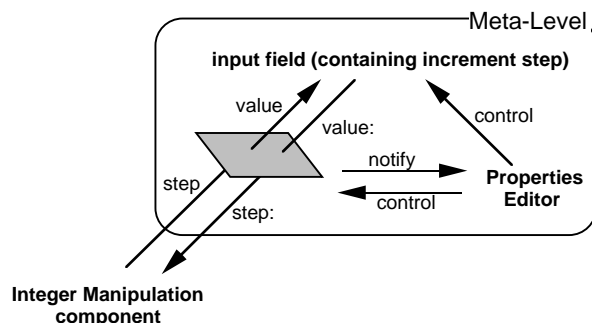 Meta-Level
input field (containing increment step)
value
value:
control
notify
step
control
Properties
Editor
step:
Integer Manipulation
component